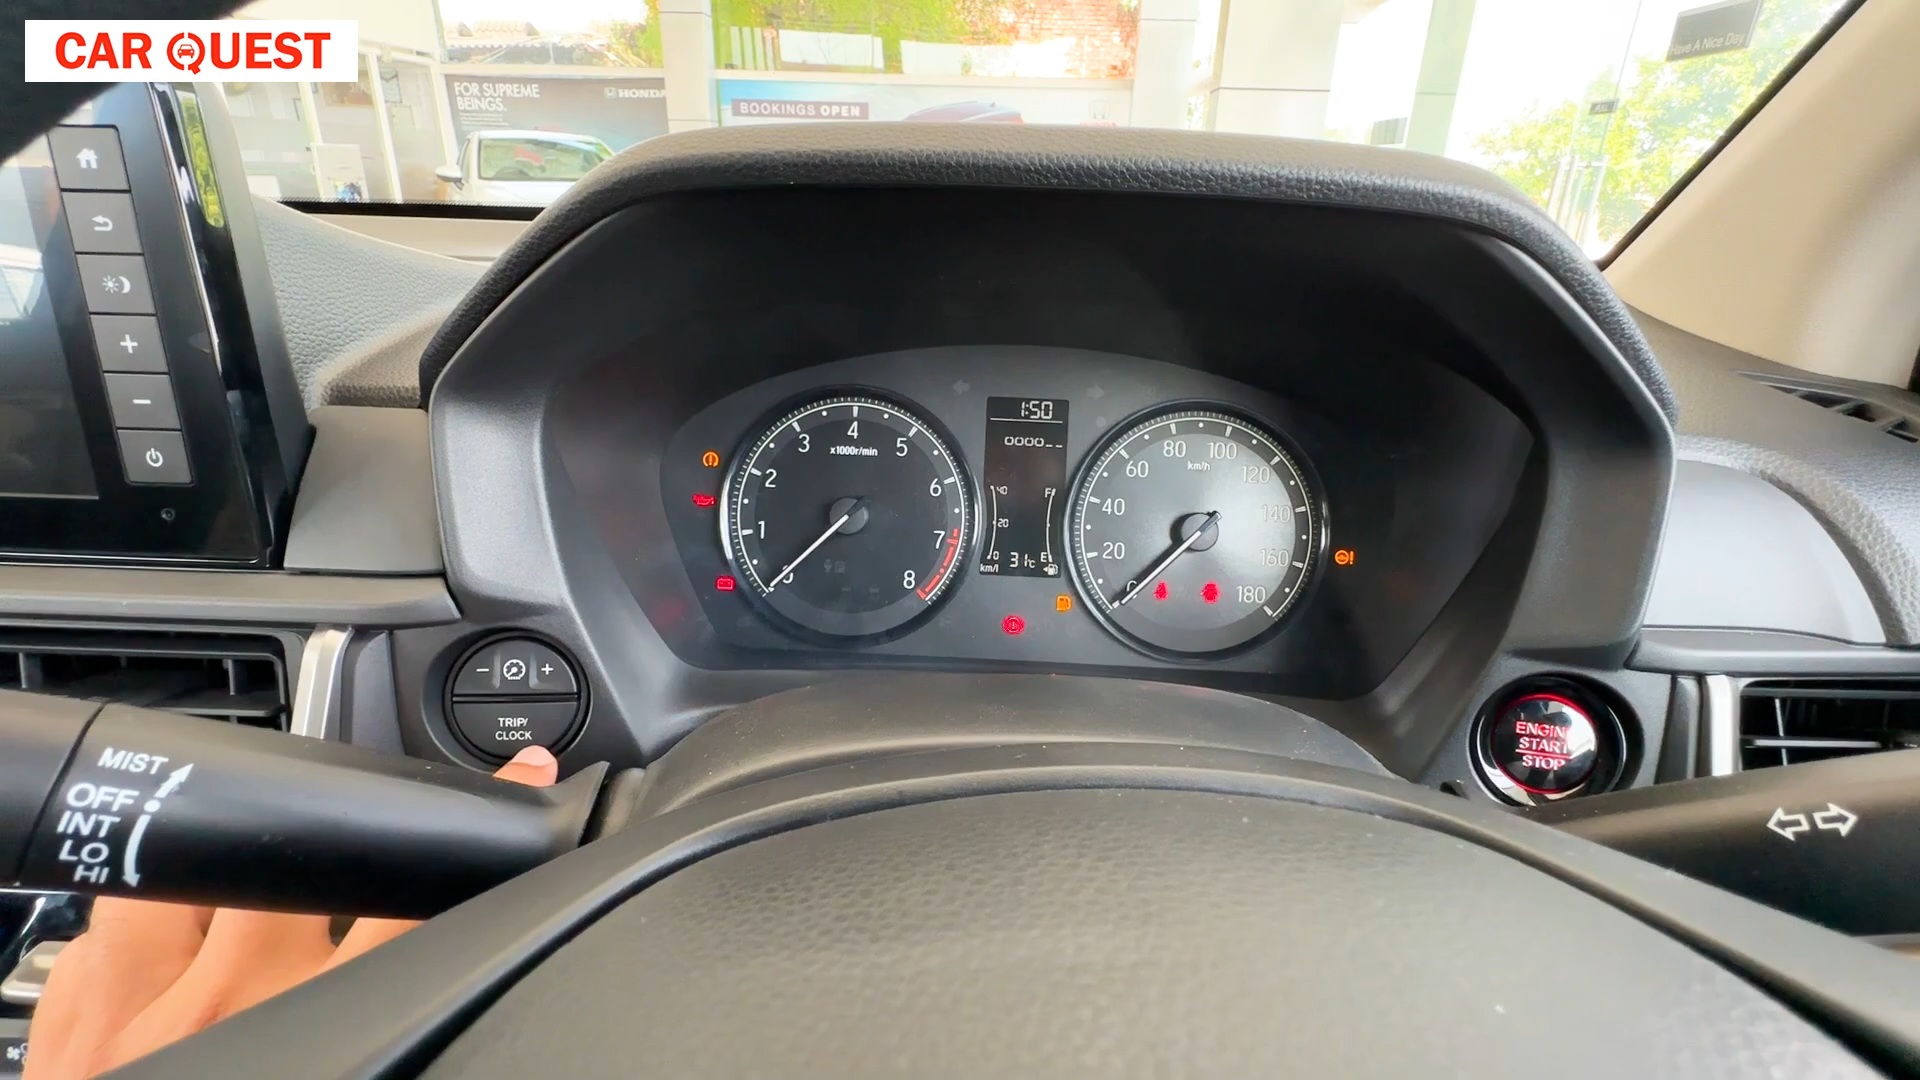 CAR QUEST
FOR SUPREME
BEINGS.
HONDA
BOOKINGS OPEN
Have A Nice Day
1:50
0000--
1
2
3
4
5
6
7
8
x1000r/min
40
20
0
km/l
31°C
F
E
20
40
60
80
100
120
140
160
180
km/h
- +
TRIP/
CLOCK
MIST
OFF
INT
LO
HI
ENGINE
START
STOP